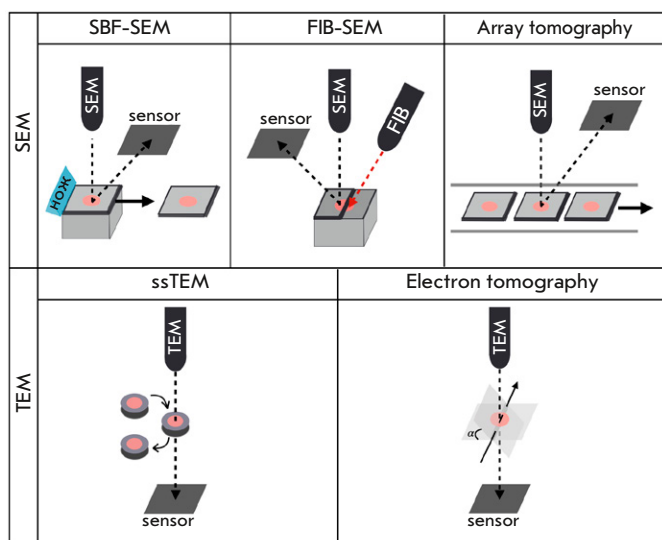 SBF-SEM
FIB-SEM
Array tomography
SEM
SEM
sensor
нож
sensor
SEM
FIB
SEM
sensor
ssTEM
Electron tomography
TEM
TEM
sensor
TEM
α
sensor